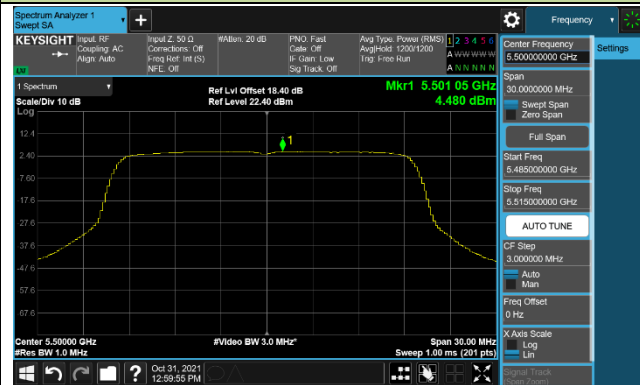 Spectrum Analyzer 1
Swept SA
Frequency
KEYSIGHT
Input: RF
Coupling: AC
Align: Auto
Input Z: 50 Ω
Corrections: Off
Freq Ref: Int (S)
NFE: Off
#Atten: 20 dB
PNO: Fast
Gate: Off
IF Gain: Low
Sig Track: Off
Avg Type: Power (RMS)
Avg|Hold: 1200/1200
Trig: Free Run
1 2 3 4 5 6
A W W W W W
A N N N N N
1 Spectrum
Scale/Div 10 dB
Log
Ref Lvl Offset 18.40 dB
Ref Level 22.40 dBm
Mkr1 5.501 05 GHz
4.480 dBm
12.4
2.40
-7.60
-17.6
-27.6
-37.6
-47.6
-57.6
-67.6
1
Center 5.50000 GHz
#Res BW 1.0 MHz
#Video BW 3.0 MHz*
Span 30.00 MHz
Sweep 1.00 ms (201 pts)
Oct 31, 2021
12:59:55 PM
Center Frequency
5.500000000 GHz
Settings
Span
30.0000000 MHz
Swept Span
Zero Span
Full Span
Start Freq
5.485000000 GHz
Stop Freq
5.515000000 GHz
AUTO TUNE
CF Step
3.000000 MHz
Auto
Man
Freq Offset
0 Hz
X Axis Scale
Log
Lin
Signal Track
(Span Zoom)